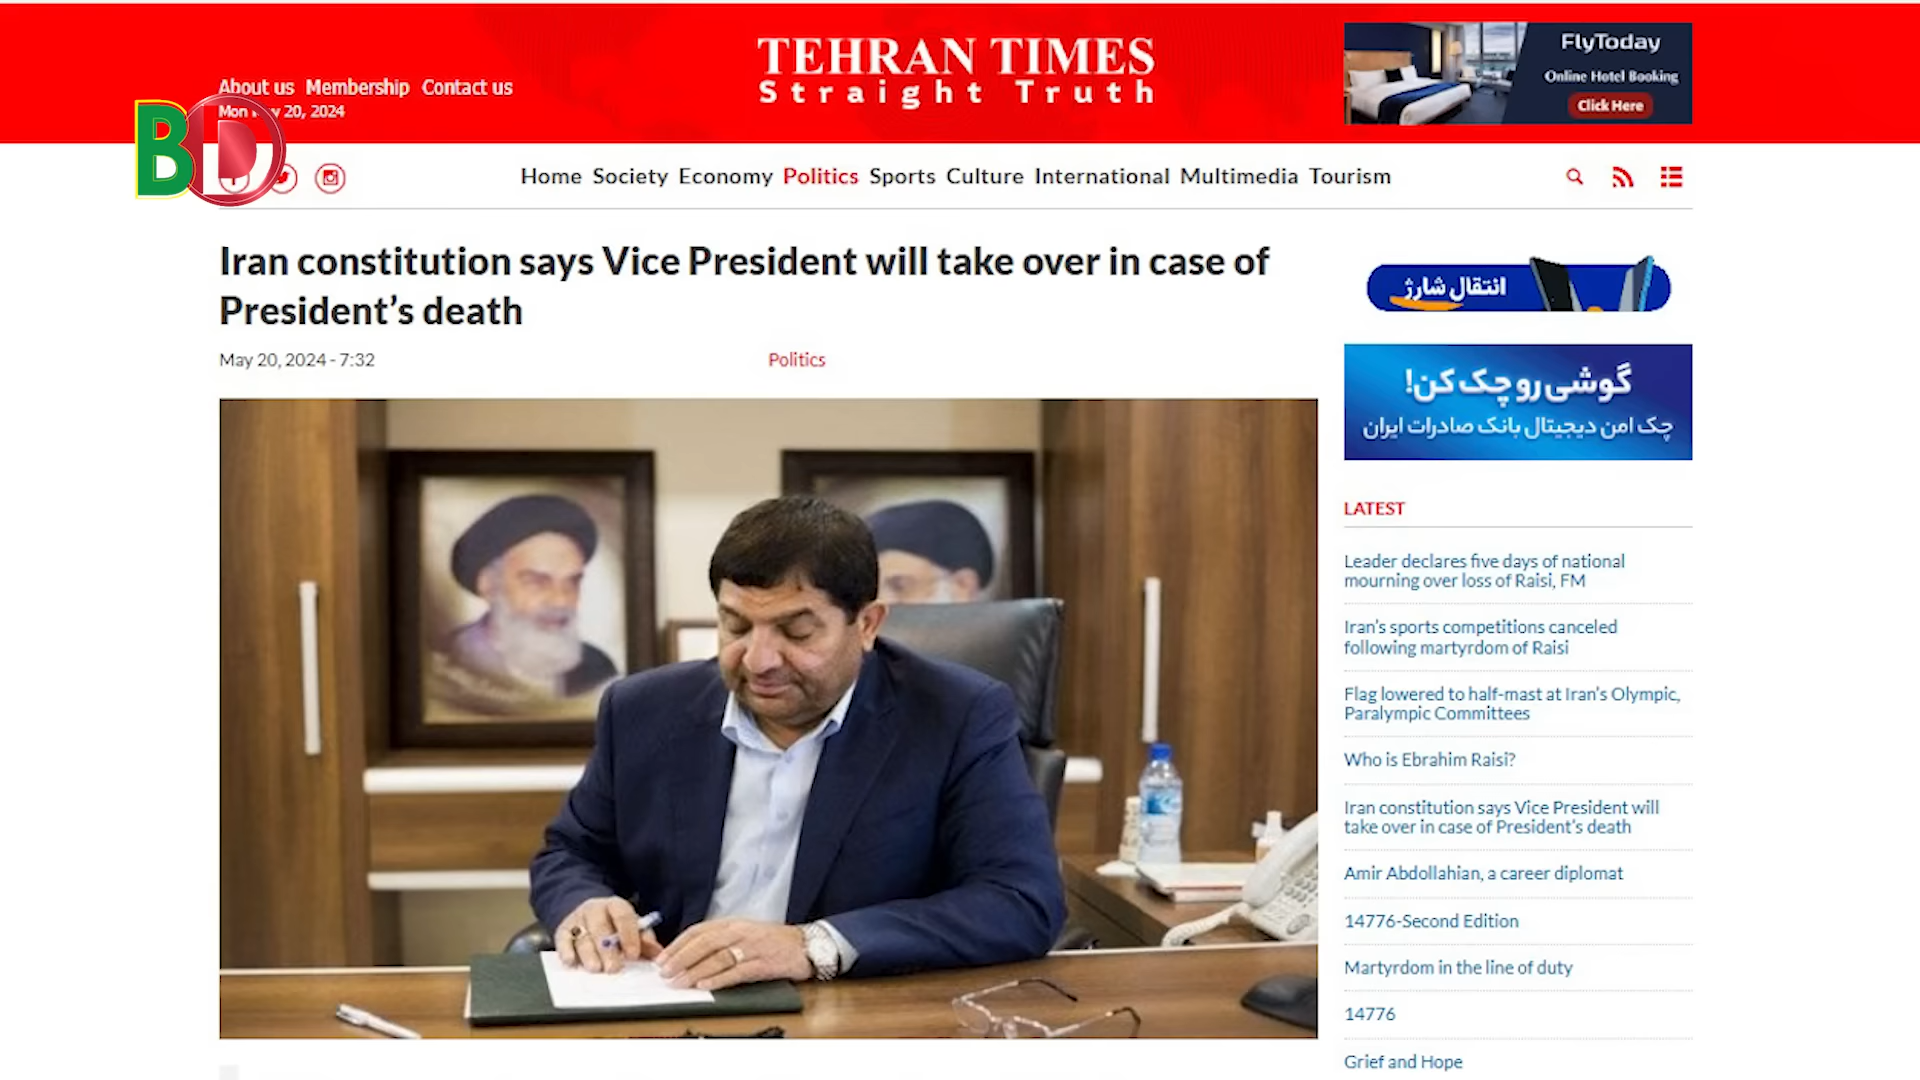 TEHRAN TIMES
Straight Truth
About us Membership Contact us
Mon May 20, 2024
BD
FlyToday
Online Hotel Booking
Click Here
Home Society Economy Politics Sports Culture International Multimedia Tourism
Iran constitution says Vice President will take over in case of
President’s death
May 20, 2024 - 7:32
Politics
انتقال شارژ
گوشی رو چک کن!
چک امن دیجیتال بانک صادرات ایران
LATEST
Leader declares five days of national
mourning over loss of Raisi, FM
Iran’s sports competitions canceled
following martyrdom of Raisi
Flag lowered to half-mast at Iran’s Olympic,
Paralympic Committees
Who is Ebrahim Raisi?
Iran constitution says Vice President will
take over in case of President’s death
Amir Abdollahian, a career diplomat
14776-Second Edition
Martyrdom in the line of duty
14776
Grief and Hope